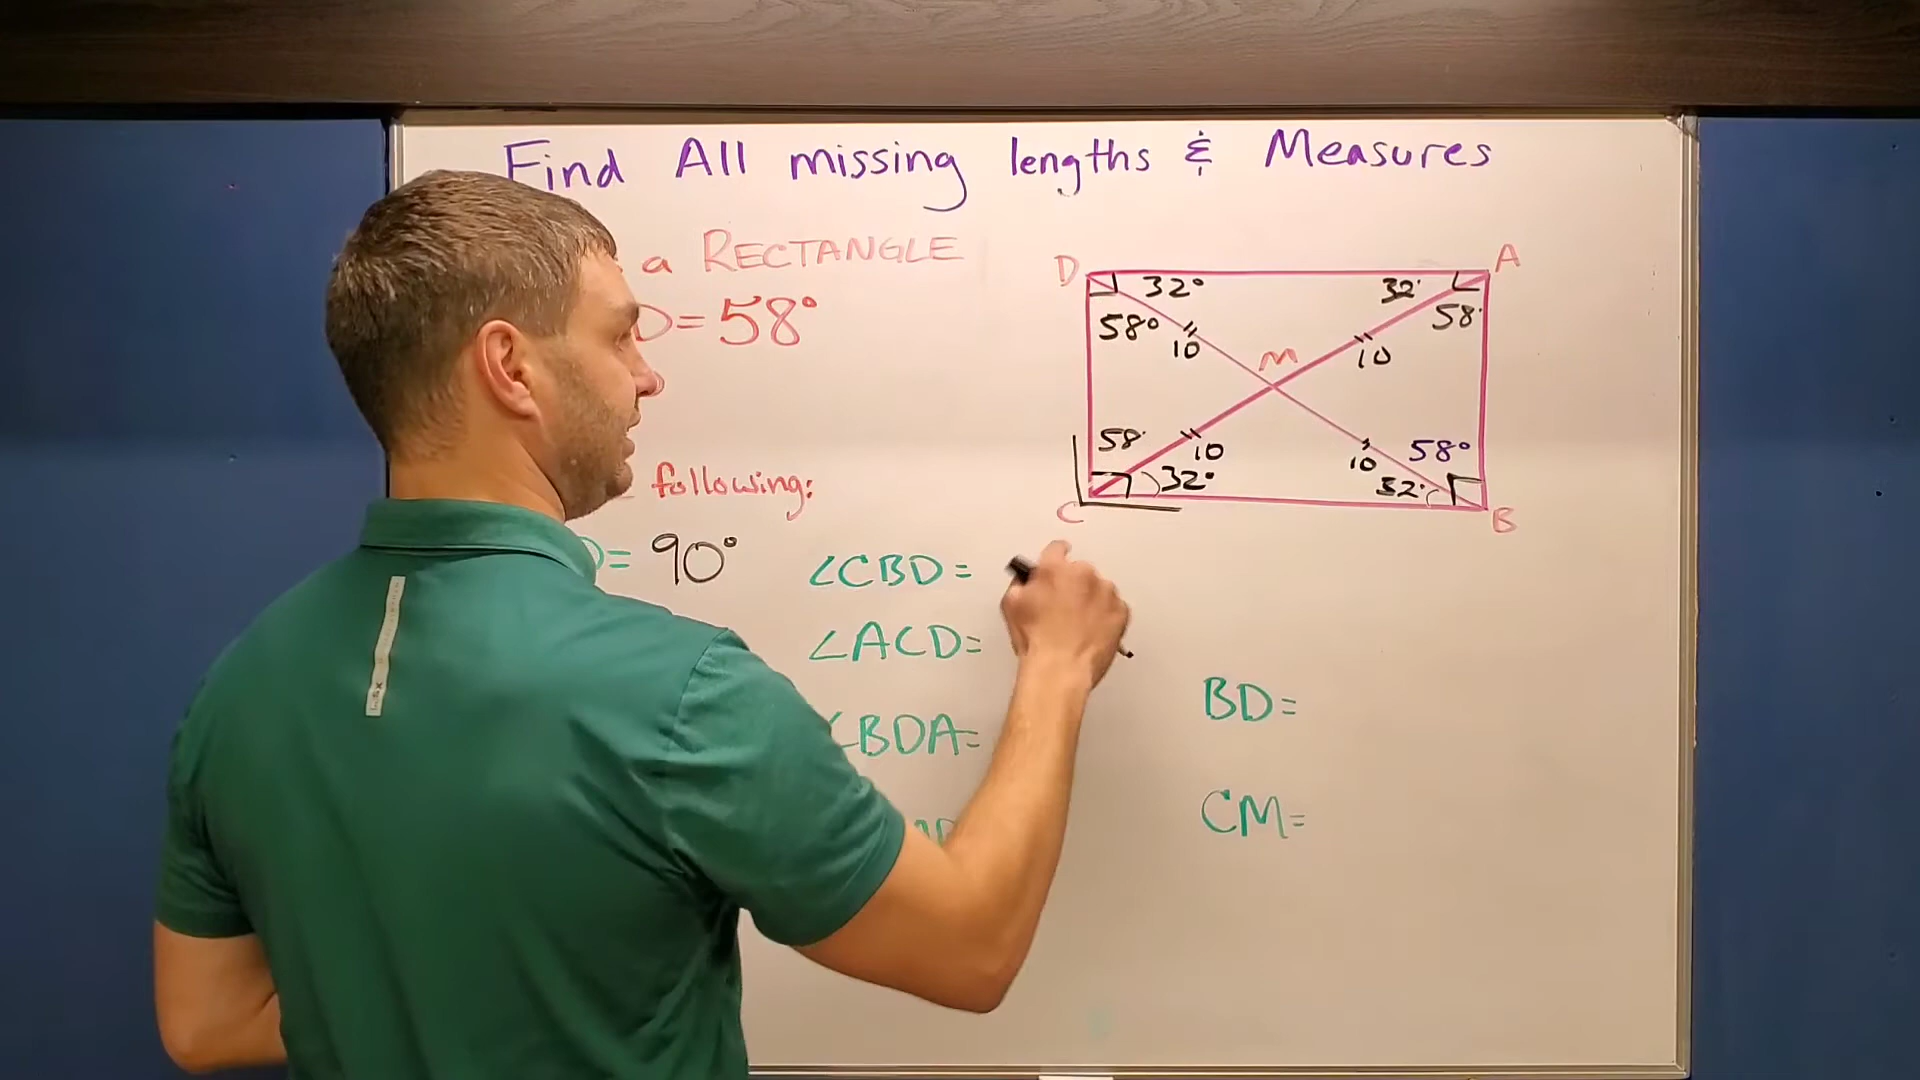 Find All missing lengths & Measures
a RECTANGLE
D = 58°
following:
D = 90°
∠CBD =
∠ACD =
∠BDA =
BD =
CM =
D 32° 32° A
58° 58°
10 M 10
58° 10 10 58°
32° 32°
C B